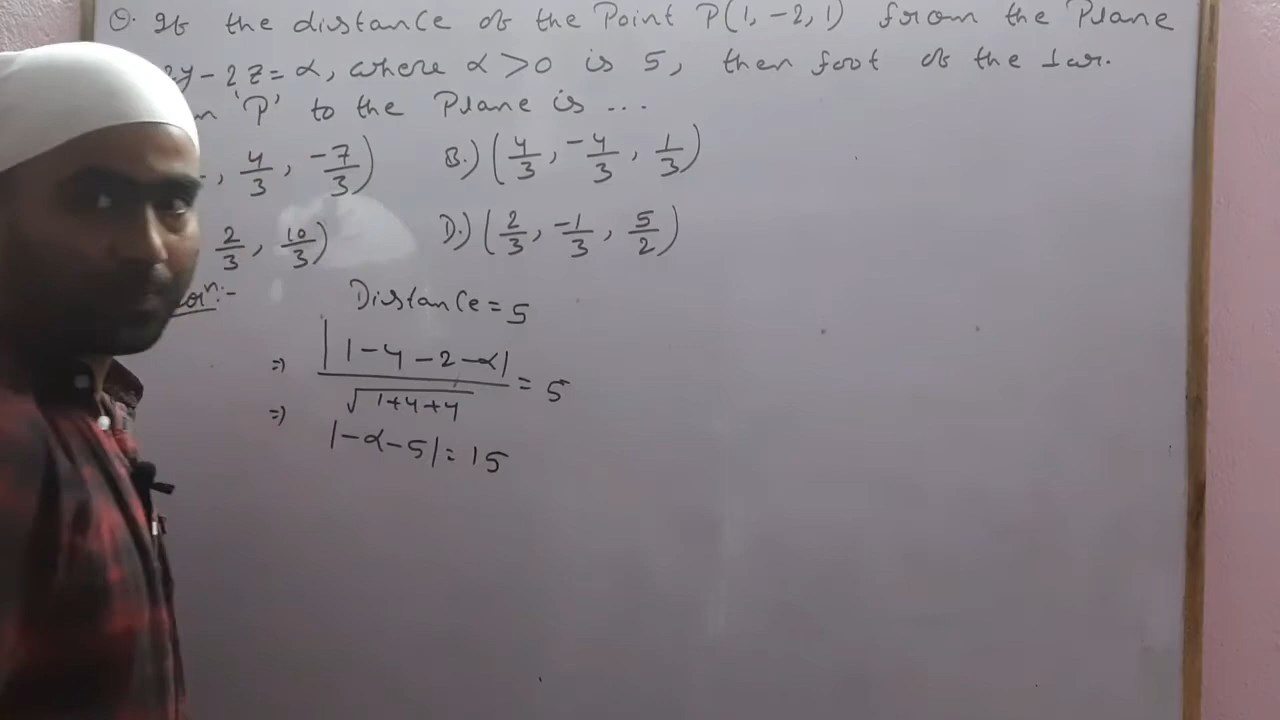 Q. If the distance of the Point P(1, -2, 1) from the Plane
2y - 2z = α, where α > 0 is 5, then foot of the ⊥ar.
'P' to the Plane is ...
, 4/3, -7/3) B.) (4/3, -4/3, 1/3)
2/3, 10/3) D.) (2/3, -1/3, 5/2)
Distance = 5
=> |1 - 4 - 2 - α| / √1+4+4 = 5
=> |-α - 5| = 15